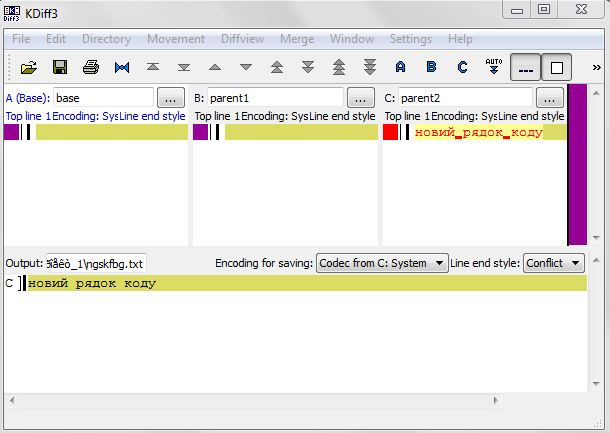 KDiff3
File Edit Directory Movement Diffview Merge Window Settings Help
A B C AUTO »
A (Base): base ... B: parent1 ... C: parent2 ...
Top line 1 Encoding: Sys Line end style Top line 1 Encoding: Sys Line end style Top line 1 Encoding: Sys Line end style
новий_рядок_коду
Output: їåêò_1\ngskfbg.txt Encoding for saving: Codec from C: System Line end style: Conflict
C новий рядок коду